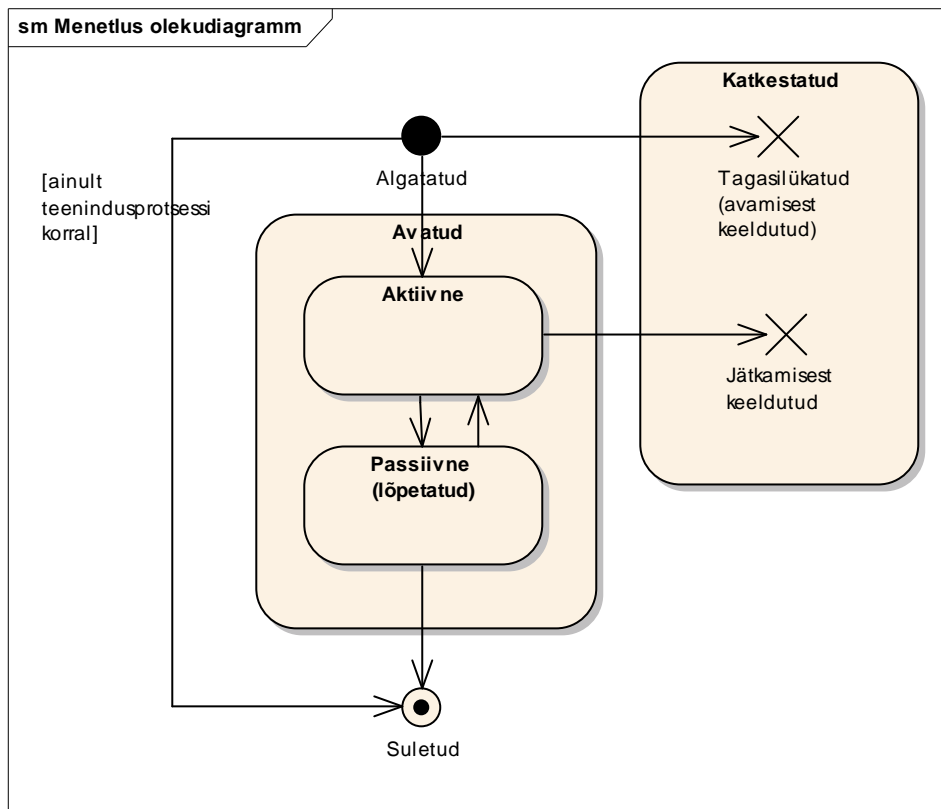 sm Menetlus olekudiagramm
Katkestatud
Algatatud
Tagasilükatud
(avamisest
keeldutud)
[ainult
teenindusprotsessi
korral]
Avatud
Aktiivne
Jätkamisest
keeldutud
Passiivne
(lõpetatud)
Suletud